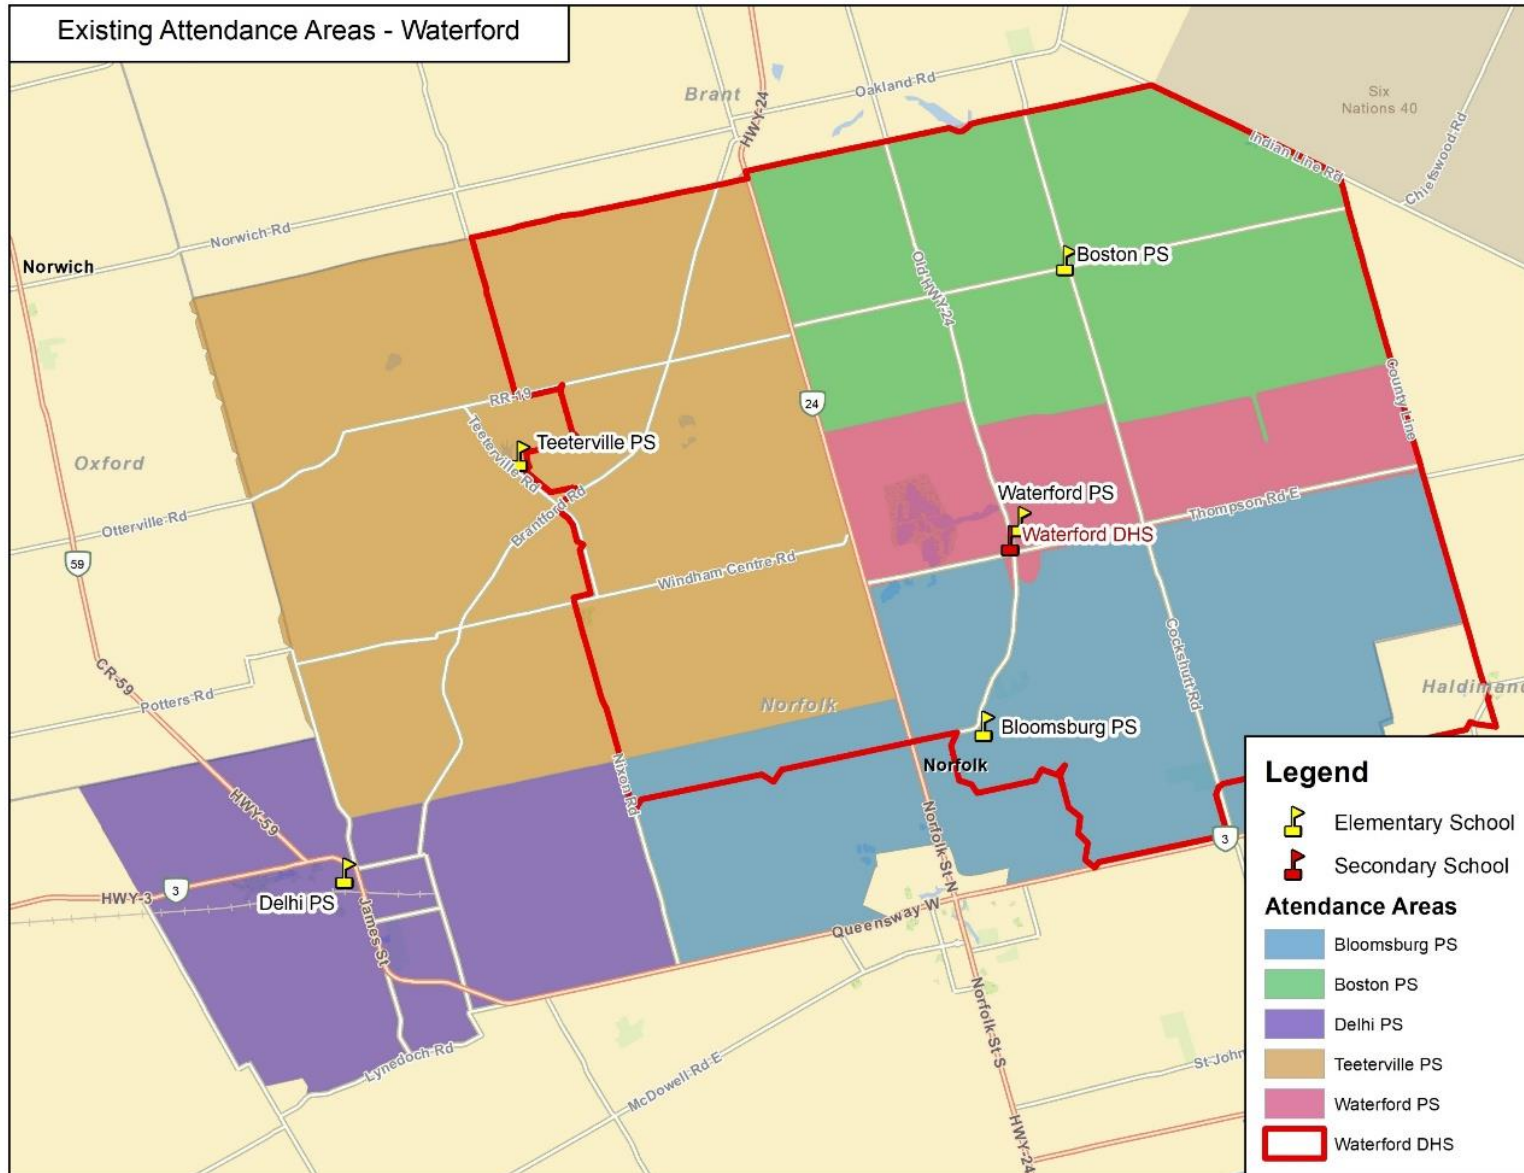 Existing Attendance Areas - Waterford
Brant
HWY-24
Oakland Rd
Six
Nations 40
Indian Line Rd
Chiefswood Rd
Norwich Rd
Norwich
Boston PS
Old HWY-24
County Line
RR-19
24
Teeterville PS
Teeterville Rd
Oxford
Brantford Rd
Otterville Rd
Waterford PS
Thompson Rd E
Waterford DHS
59
Windham Centre Rd
Cockshutt Rd
CR-59
Potters Rd
Norfolk
Haldimand
Bloomsburg PS
Norfolk
Nixon Rd
HWY-59
Norfolk St N
3
HWY-3
3
Delhi PS
James St
Queensway W
Norfolk St S
Lynedoch Rd
McDowell Rd E
St John
HWY-24
Legend
Elementary School
Secondary School
Atendance Areas
Bloomsburg PS
Boston PS
Delhi PS
Teeterville PS
Waterford PS
Waterford DHS